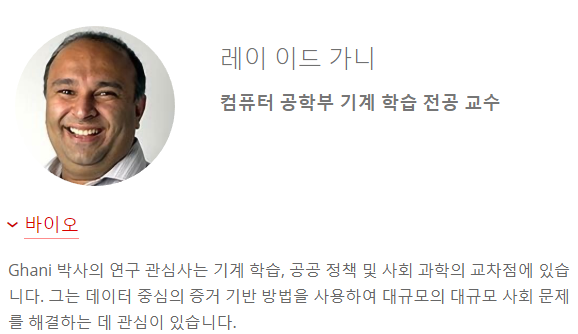 레이 이드 가니
컴퓨터 공학부 기계 학습 전공 교수
바이오
Ghani 박사의 연구 관심사는 기계 학습, 공공 정책 및 사회 과학의 교차점에 있습
니다. 그는 데이터 중심의 증거 기반 방법을 사용하여 대규모의 대규모 사회 문제
를 해결하는 데 관심이 있습니다.